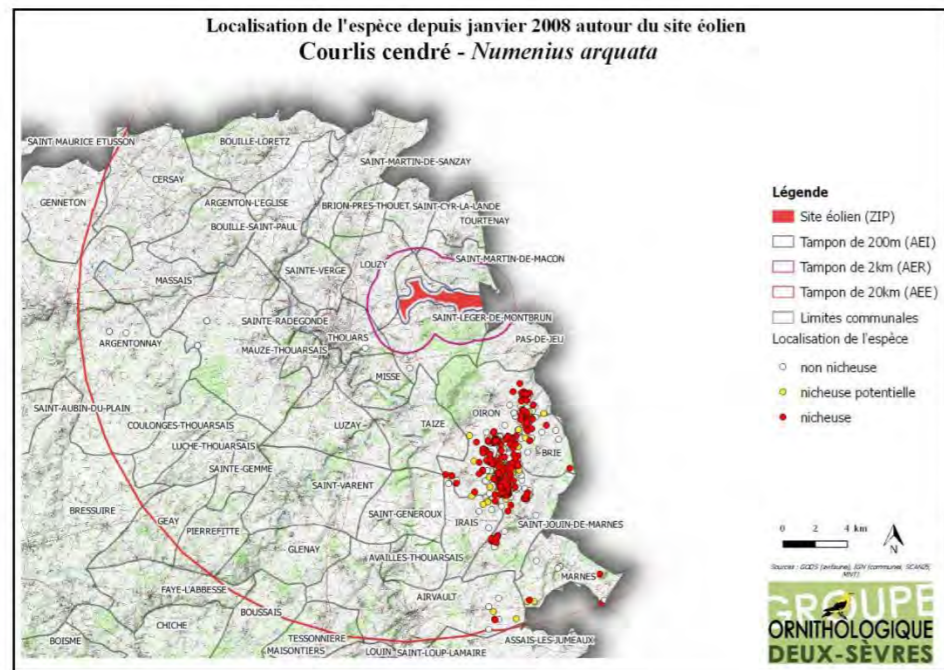 Localisation de l'espèce depuis janvier 2008 autour du site éolien
Courlis cendré - Numenius arquata
SAINT MAURICE ETUSSON
BOUILLE-LORETZ
SAINT-MARTIN-DE-SANZAY
CERSAY
GENNETON
ARGENTON-L'EGLISE
BRION-PRES-THOUET
SAINT-CYR-LA-LANDE
TOURTENAY
BOUILLE-SAINT-PAUL
SAINT-MARTIN-DE-MACON
LOUZY
SAINTE-VERGE
MASSAIS
SAINTE-RADEGONDE
SAINT-LEGER-DE-MONTBRUN
ARGENTONNAY
THOUARS
PAS-DE-JEU
MAUZE-THOUARSAIS
MISSE
SAINT-AUBIN-DU-PLAIN
OIRON
COULONGES-THOUARSAIS
LUZAY
TAIZE
LUCHE-THOUARSAIS
BRIE
SAINTE-GEMME
SAINT-VARENT
BRESSUIRE
SAINT-GENEROUX
GEAY
IRAIS
SAINT-JOUIN-DE-MARNES
PIERREFITTE
GLENAY
AVAILLES-THOUARSAIS
MARNES
FAYE-L'ABBESSE
AIRVAULT
BOUSSAIS
CHICHE
BOISME
TESSONNIERE
ASSAIS-LES-JUMEAUX
MAISONTIERS
LOUIN
SAINT-LOUP-LAMAIRE
Légende
Site éolien (ZIP)
Tampon de 200m (AEI)
Tampon de 2km (AER)
Tampon de 20km (AEE)
Limites communales
Localisation de l'espèce
non nicheuse
nicheuse potentielle
nicheuse
0 2 4 km
N
GROUPE
ORNITHOLOGIQUE
DEUX-SÈVRES